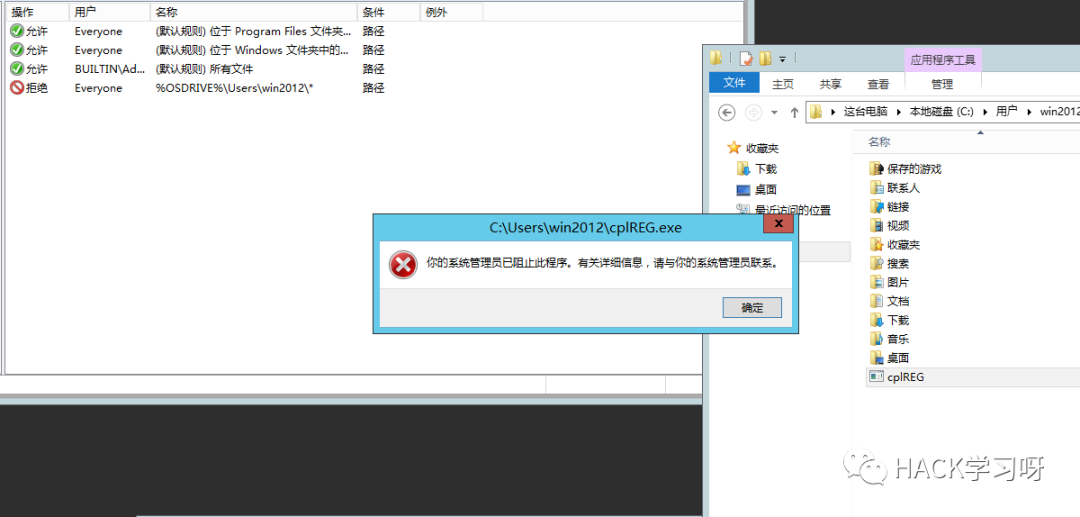 操作 用户 名称 条件 例外
允许 Everyone (默认规则) 位于 Program Files 文件夹... 路径
允许 Everyone (默认规则) 位于 Windows 文件夹中的... 路径
允许 BUILTIN\Ad... (默认规则) 所有文件 路径
拒绝 Everyone %OSDRIVE%\Users\win2012\* 路径
应用程序工具
文件 主页 共享 查看 管理
这台电脑 本地磁盘 (C:) 用户 win2012
名称
收藏夹
下载
桌面
最近访问的位置
保存的游戏
联系人
链接
视频
收藏夹
搜索
图片
文档
下载
音乐
桌面
cplREG
C:\Users\win2012\cplREG.exe
x
你的系统管理员已阻止此程序。有关详细信息，请与你的系统管理员联系。
确定
HACK学习呀